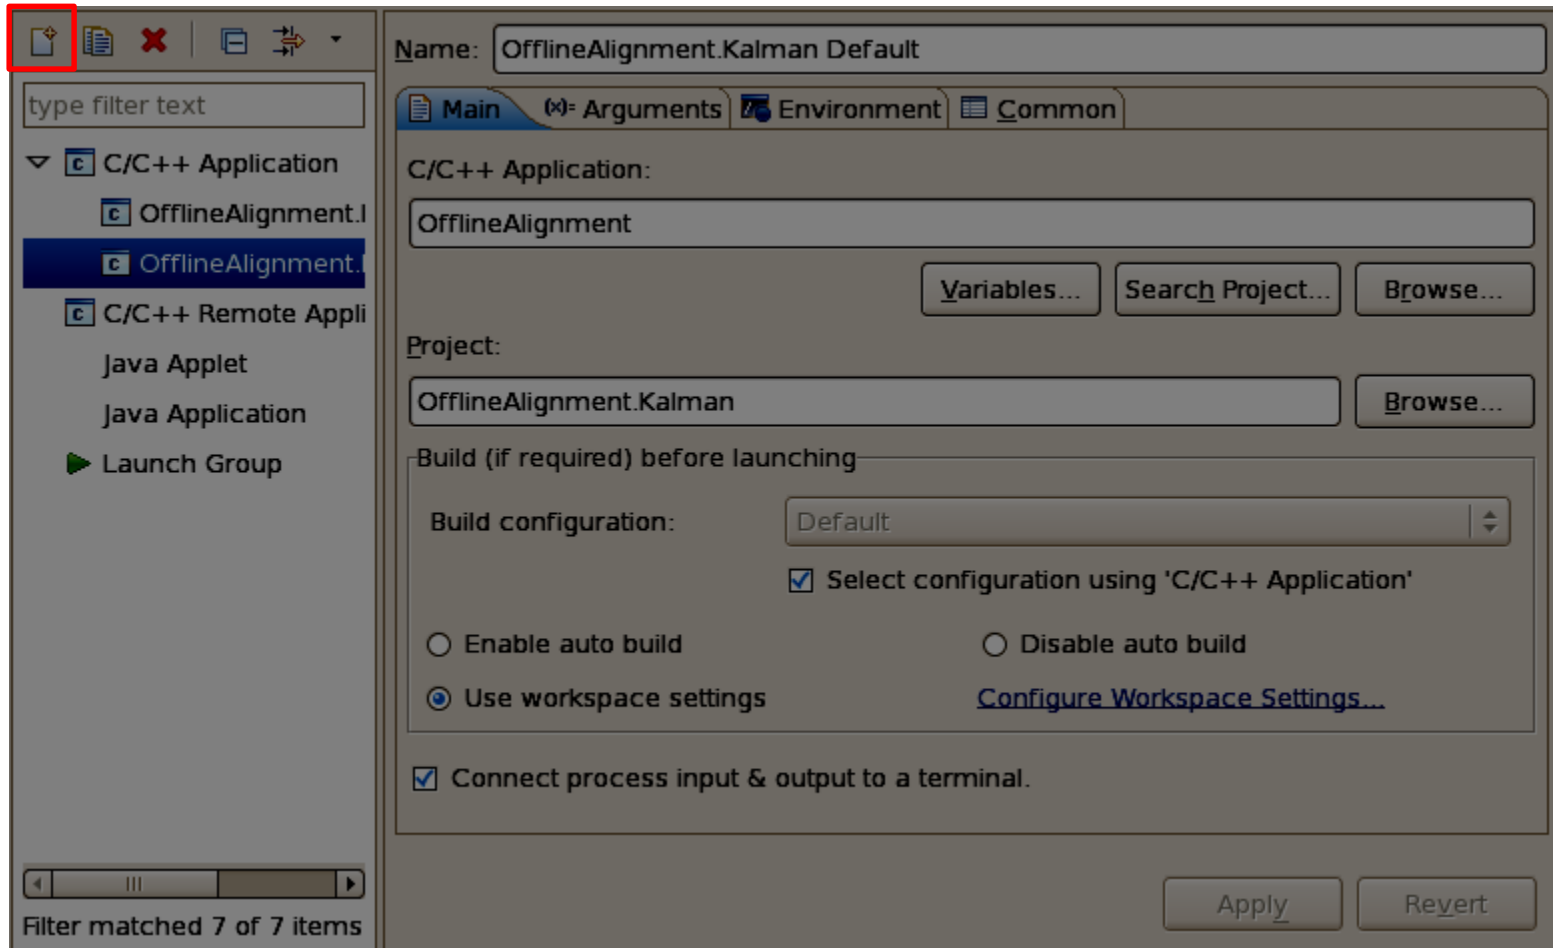 type filter text
C/C++ Application
OfflineAlignment.
OfflineAlignment.
C/C++ Remote Appli
Java Applet
Java Application
Launch Group
Filter matched 7 of 7 items
Name: OfflineAlignment.Kalman Default
Main (x)= Arguments Environment Common
C/C++ Application:
OfflineAlignment
Variables... Search Project... Browse...
Project:
OfflineAlignment.Kalman Browse...
Build (if required) before launching
Build configuration: Default
Select configuration using 'C/C++ Application'
Enable auto build Disable auto build
Use workspace settings Configure Workspace Settings...
Connect process input & output to a terminal.
Apply Revert